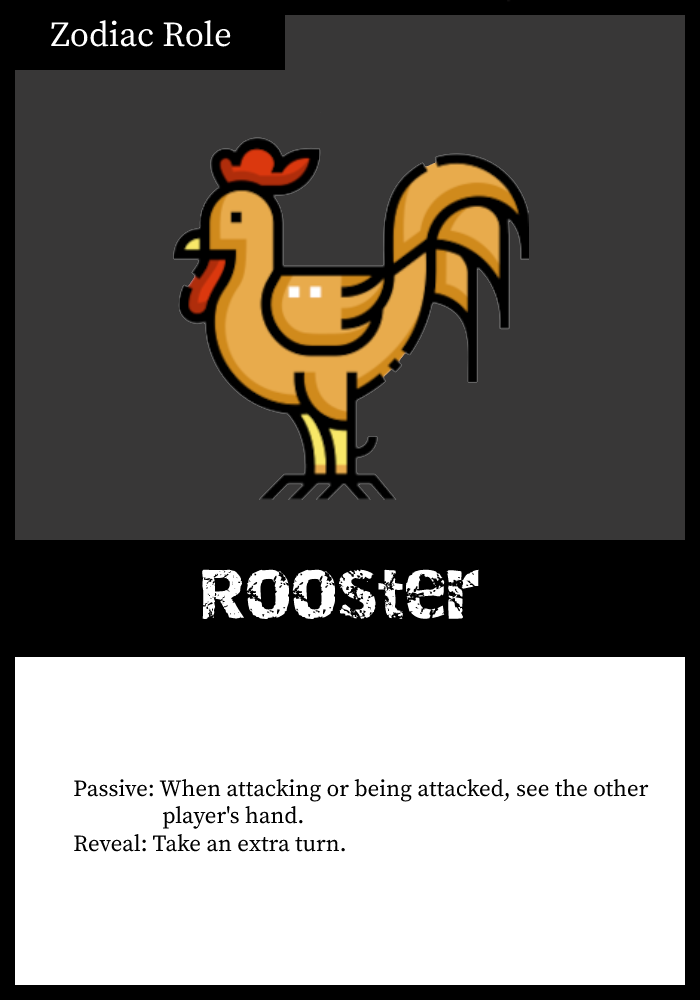 Zodiac Role
Rooster
Passive: When attacking or being attacked, see the other
player's hand.
Reveal: Take an extra turn.